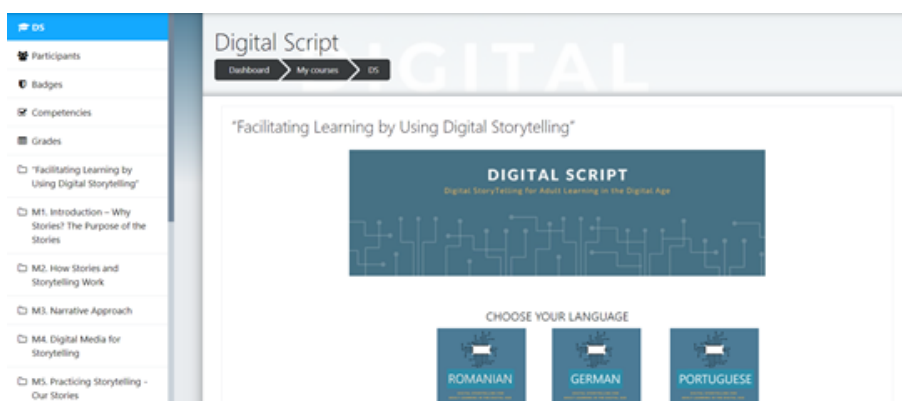 DS
Participants
Badges
Competencies
Grades
"Facilitating Learning by
Using Digital Storytelling"
M1. Introduction – Why
Stories? The Purpose of the
Stories
M2. How Stories and
Storytelling Work
M3. Narrative Approach
M4. Digital Media for
Storytelling
M5. Practicing Storytelling -
Our Stories
DIGITAL
Digital Script
Dashboard My courses DS
"Facilitating Learning by Using Digital Storytelling"
DIGITAL SCRIPT
Digital StoryTelling for Adult Learning in the Digital Age
CHOOSE YOUR LANGUAGE
ROMANIAN GERMAN PORTUGUESE